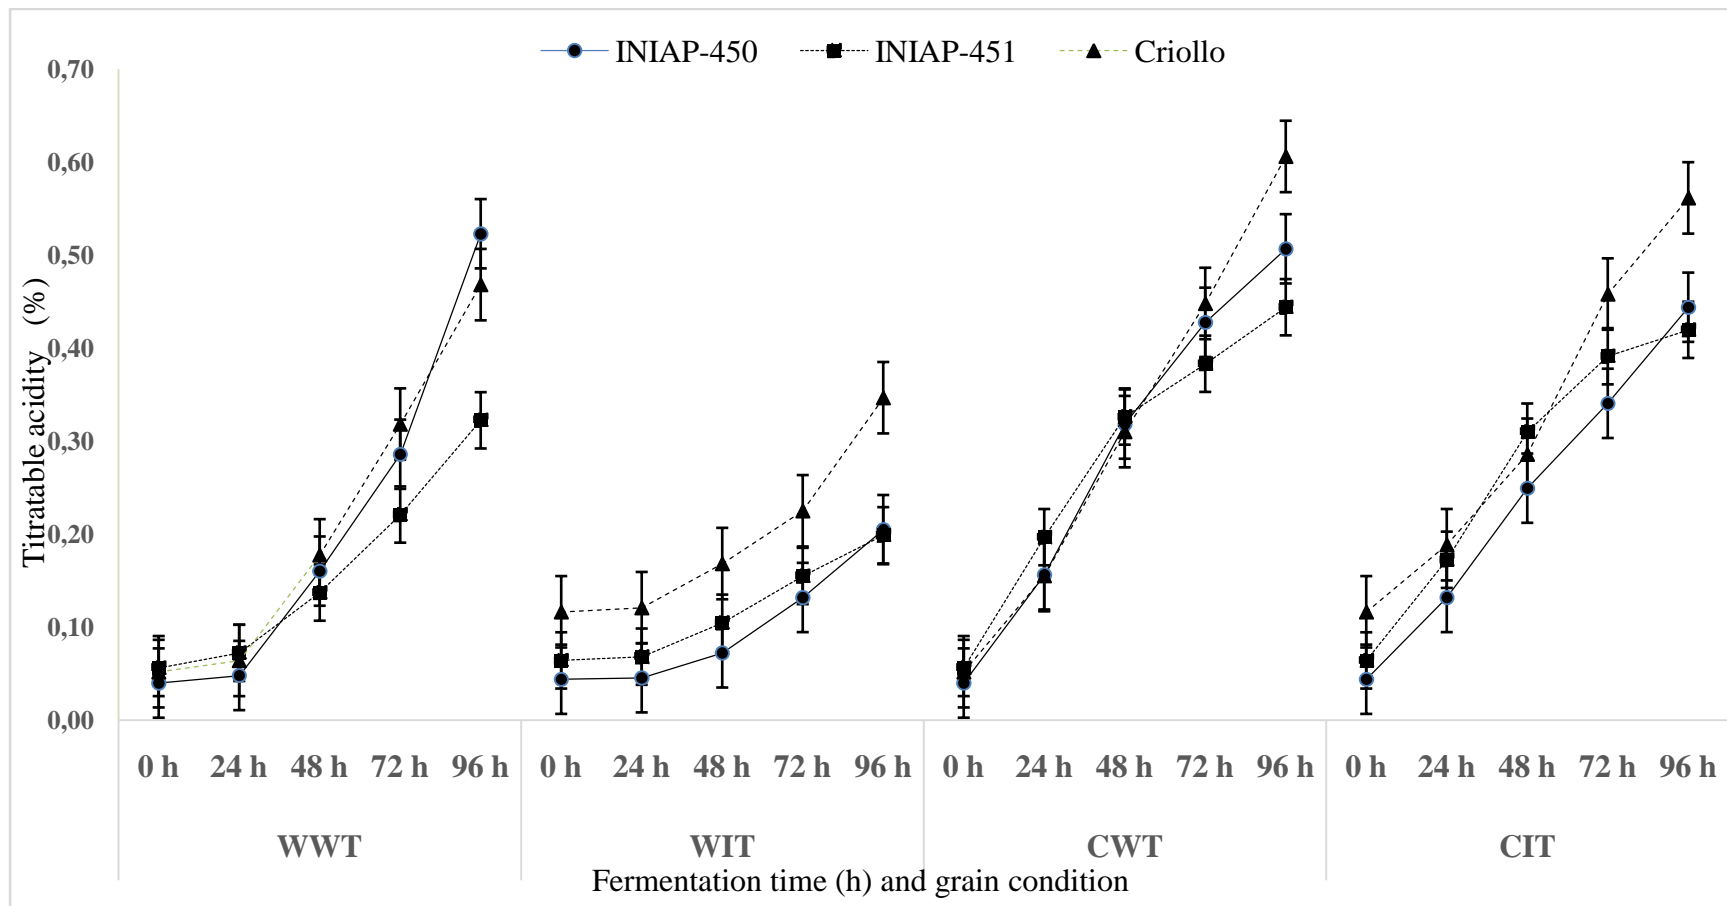 INIAP-450 INIAP-451 Criollo
0,70
0,60
0,50
0,40
0,30
0,20
0,10
0,00
Titratable acidity (%)
0 h 24 h 48 h 72 h 96 h 0 h 24 h 48 h 72 h 96 h 0 h 24 h 48 h 72 h 96 h 0 h 24 h 48 h 72 h 96 h
WWT WIT CWT CIT
Fermentation time (h) and grain condition